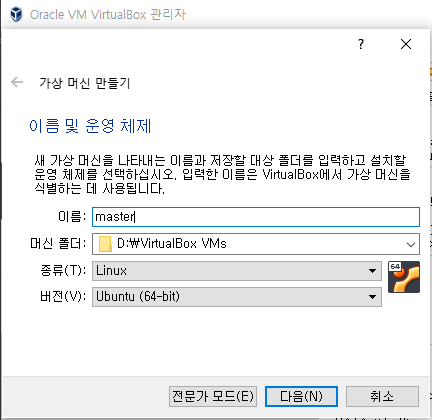 Oracle VM VirtualBox 관리자
?
가상 머신 만들기
이름 및 운영 체제
새 가상 머신을 나타내는 이름과 저장할 대상 폴더를 입력하고 설치할
운영 체제를 선택하십시오. 입력한 이름은 VirtualBox에서 가상 머신을
식별하는 데 사용됩니다.
이름: master
머신 폴더: D:₩VirtualBox VMs
종류(T): Linux
64
버전(V): Ubuntu (64-bit)
전문가 모드(E) 다음(N) 취소